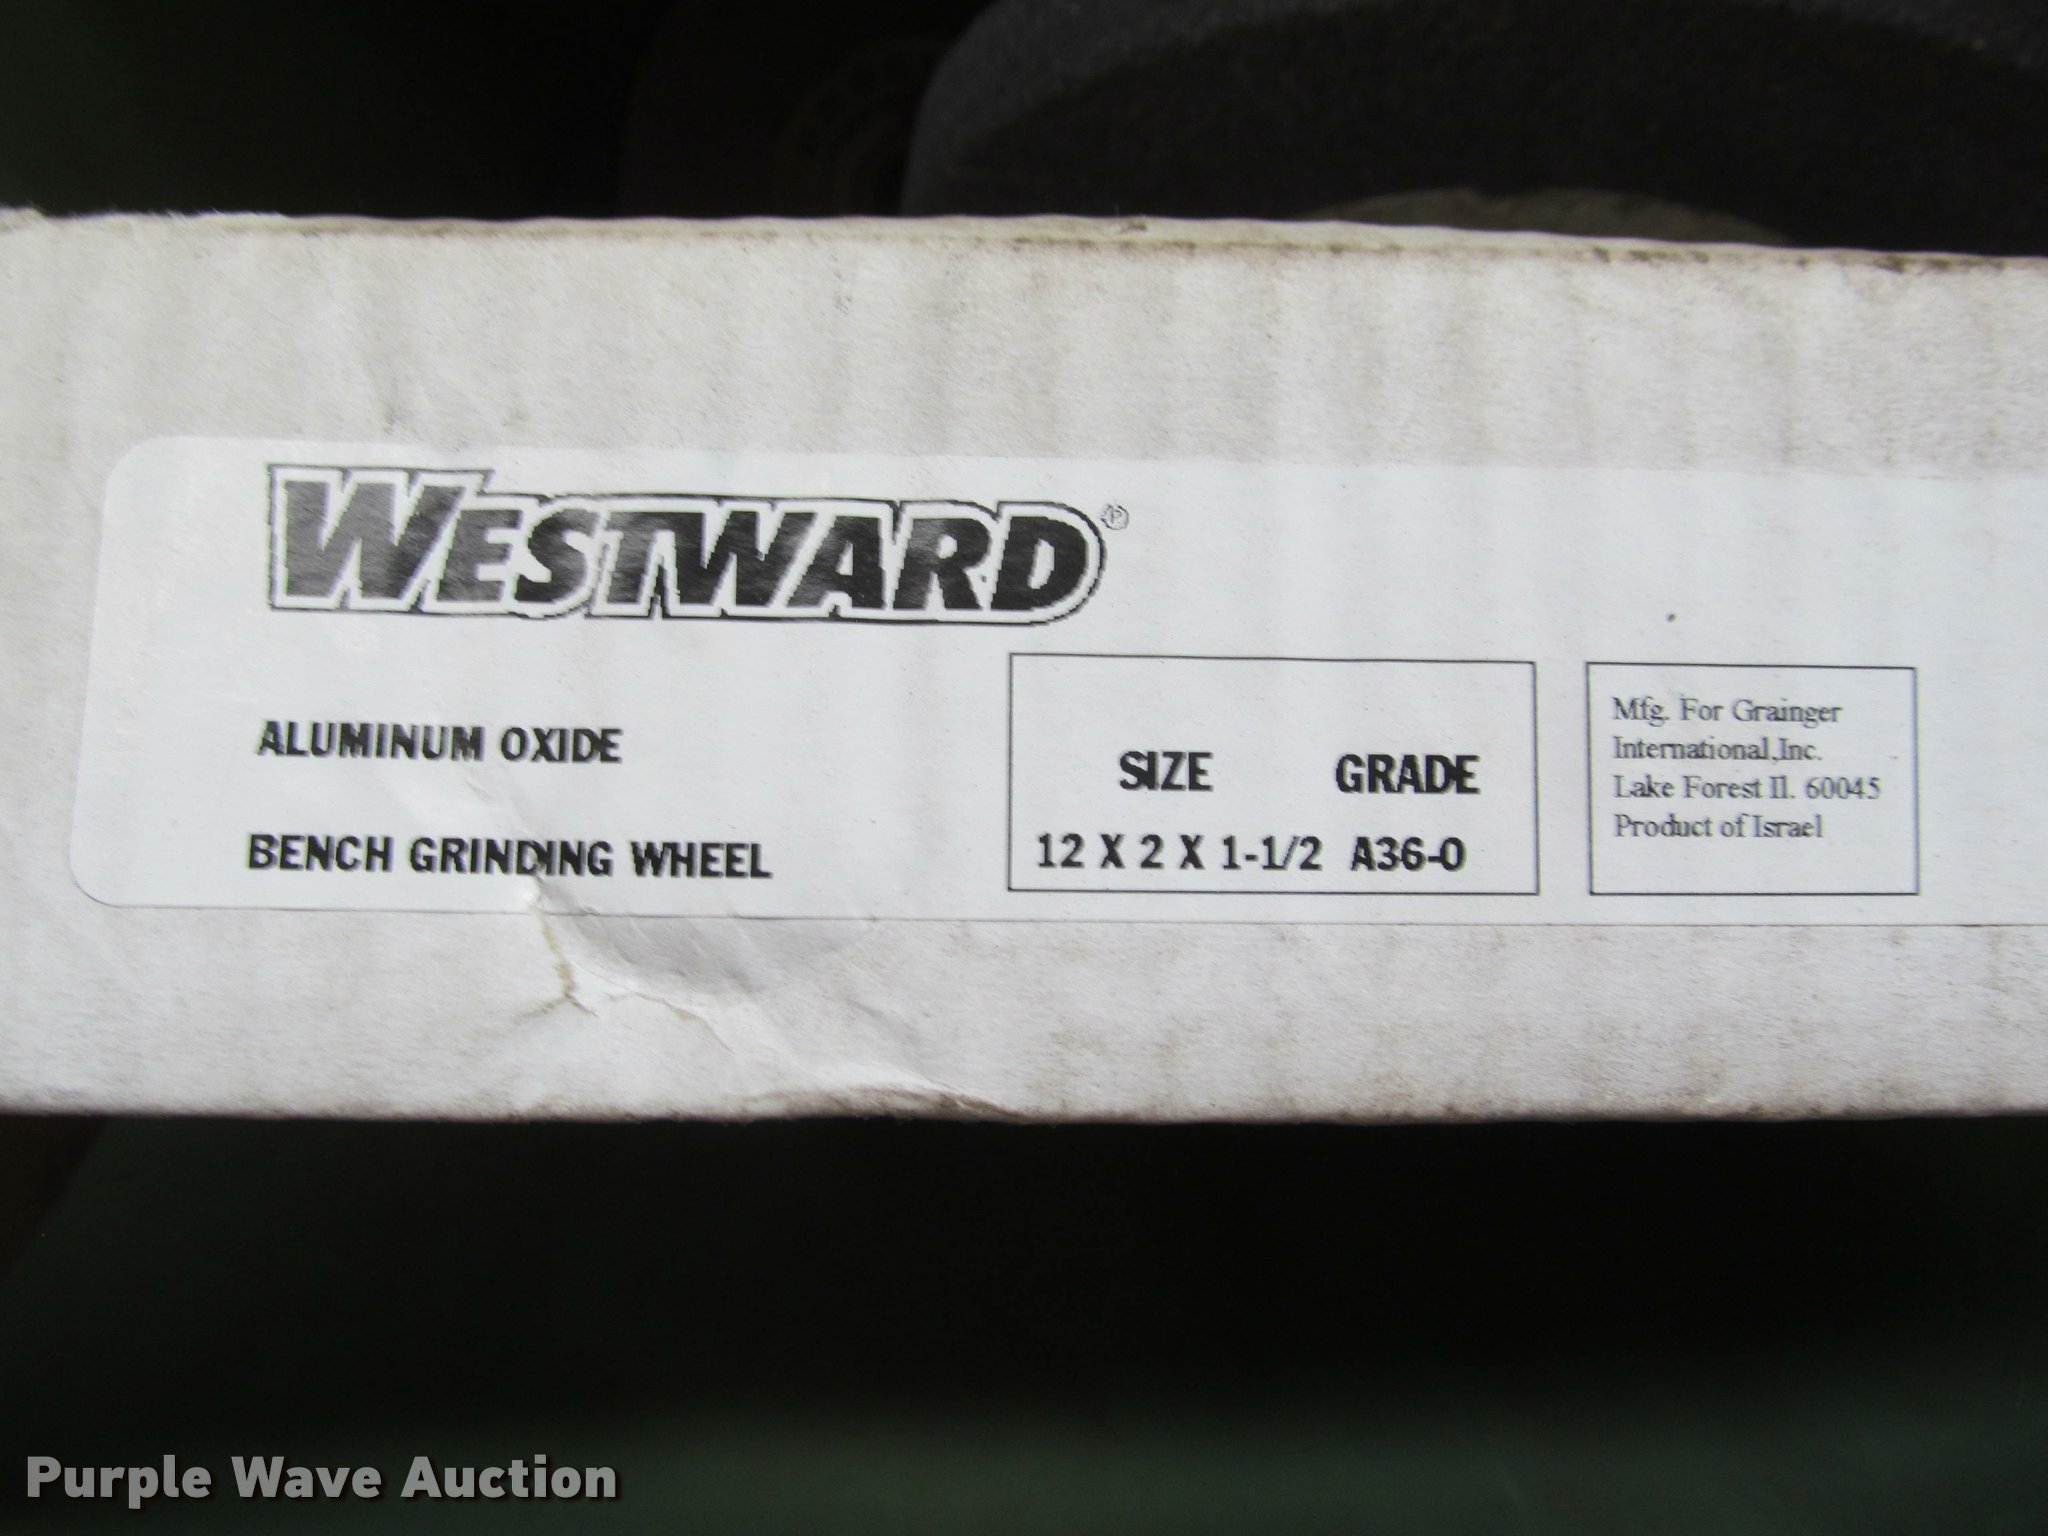 WESTWARD®
ALUMINUM OXIDE
BENCH GRINDING WHEEL
SIZE GRADE
12 X 2 X 1-1/2 A36-O
Mfg. For Grainger
International,Inc.
Lake Forest Il. 60045
Product of Israel
Purple Wave Auction